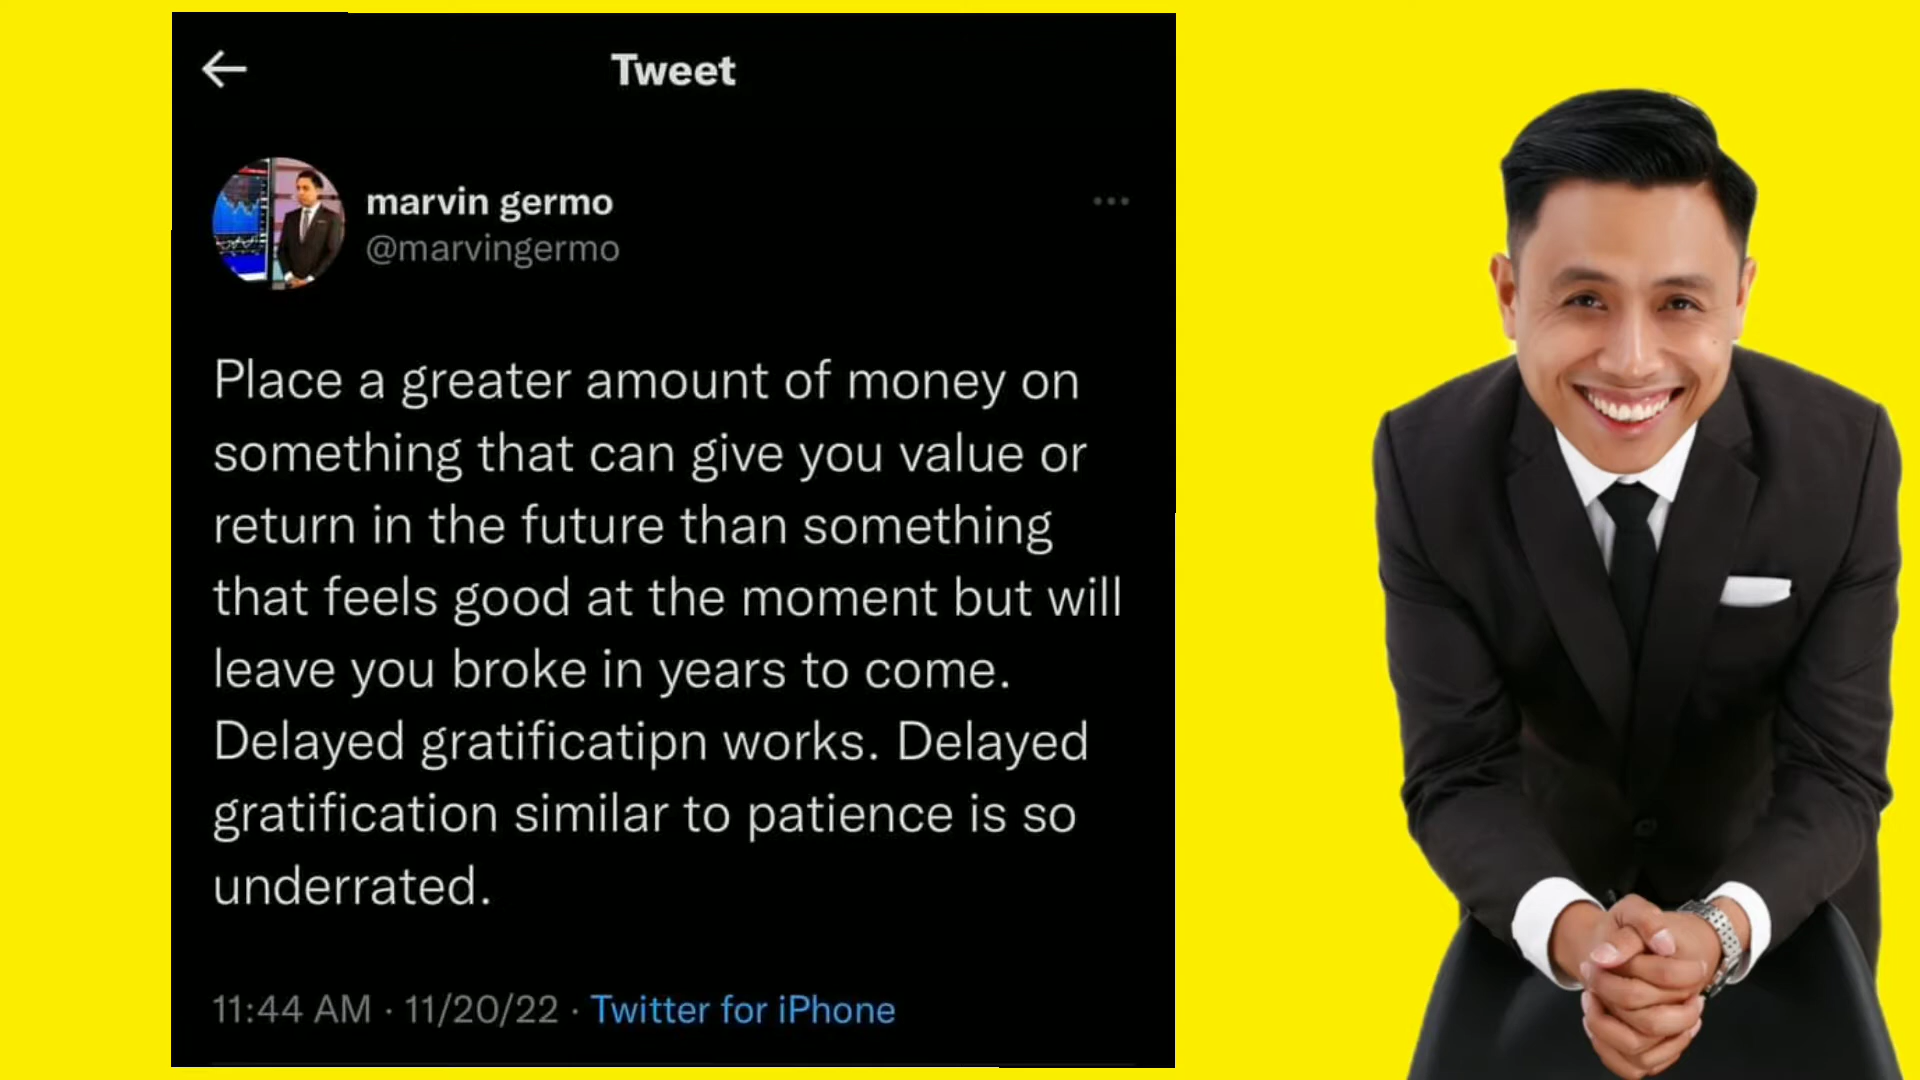 Tweet
marvin germo
@marvingermo
Place a greater amount of money on
something that can give you value or
return in the future than something
that feels good at the moment but will
leave you broke in years to come.
Delayed gratificatipn works. Delayed
gratification similar to patience is so
underrated.
11:44 AM · 11/20/22 · Twitter for iPhone